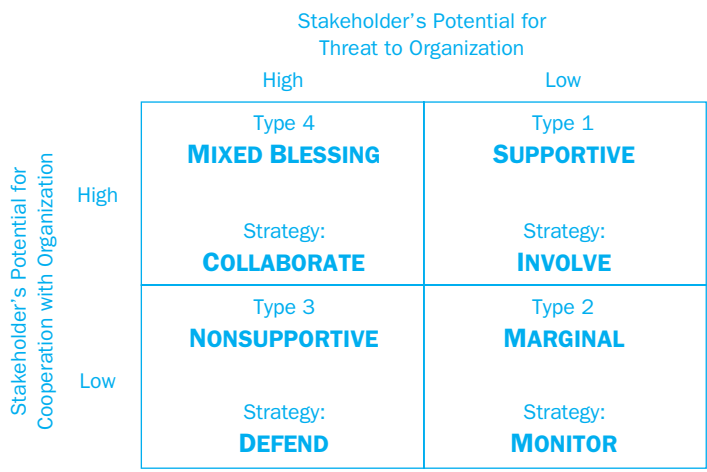 Stakeholder’s Potential for
Threat to Organization
High
Low
Stakeholder’s Potential for
Cooperation with Organization
High
Type 4
MIXED BLESSING
Strategy:
COLLABORATE
Type 1
SUPPORTIVE
Strategy:
INVOLVE
Low
Type 3
NONSUPPORTIVE
Strategy:
DEFEND
Type 2
MARGINAL
Strategy:
MONITOR